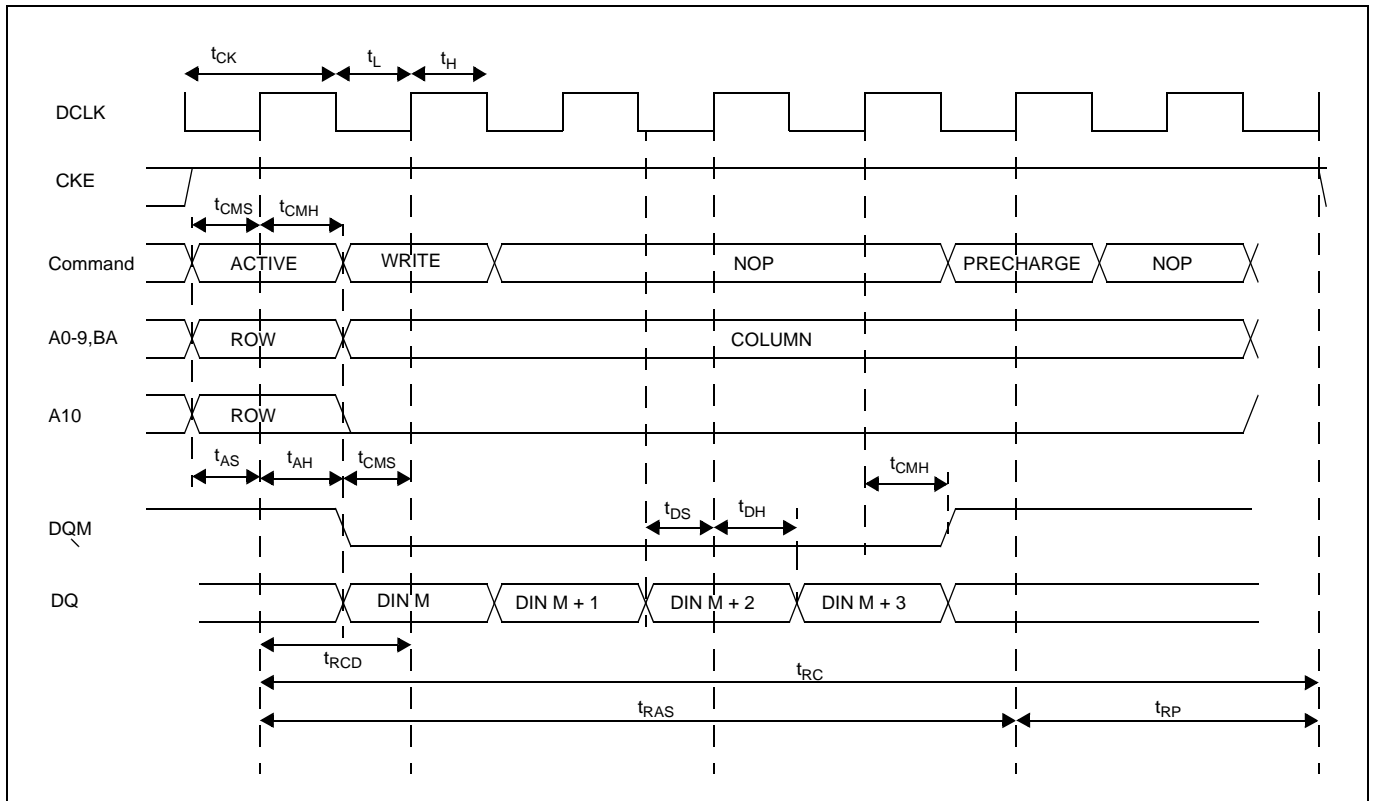 tCK tL tH
DCLK
CKE
tCMS tCMH
Command ACTIVE WRITE NOP PRECHARGE NOP
A0-9,BA ROW COLUMN
A10 ROW
tAS tAH tCMS tCMH
DQM tDS tDH
DQ DIN M DIN M + 1 DIN M + 2 DIN M + 3
tRCD
tRC
tRAS tRP